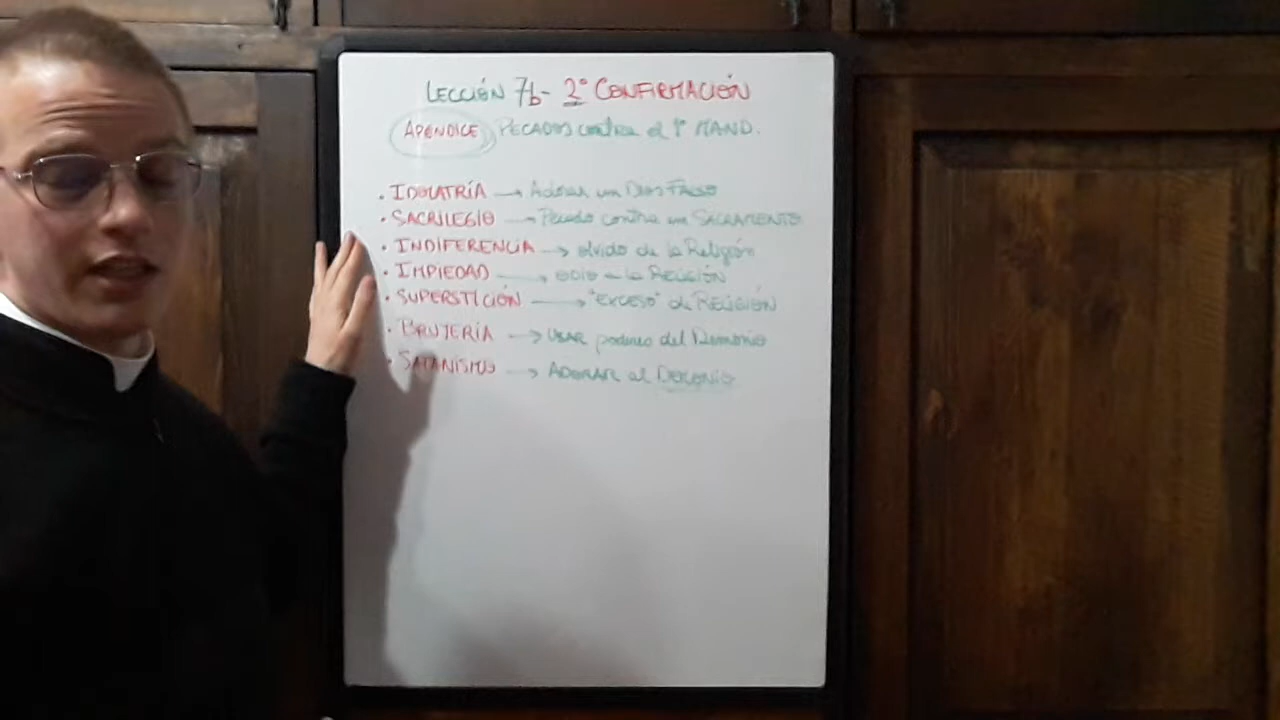 LECCIÓN 7b- 2° CONFIRMACIÓN
APÉNDICE PECADOS contra el 1° MAND.
• IDOLATRÍA → Adorar un Dios Falso
• SACRILEGIO → Pecado contra un SACRAMENTO
• INDIFERENCIA → olvido de la Religión
• IMPIEDAD → odio a la RELIGIÓN
• SUPERSTICIÓN → "EXCESO" de RELIGIÓN
• BRUJERÍA → USAR poderes del Demonio
• SATANISMO → ADORAR al DEMONIO